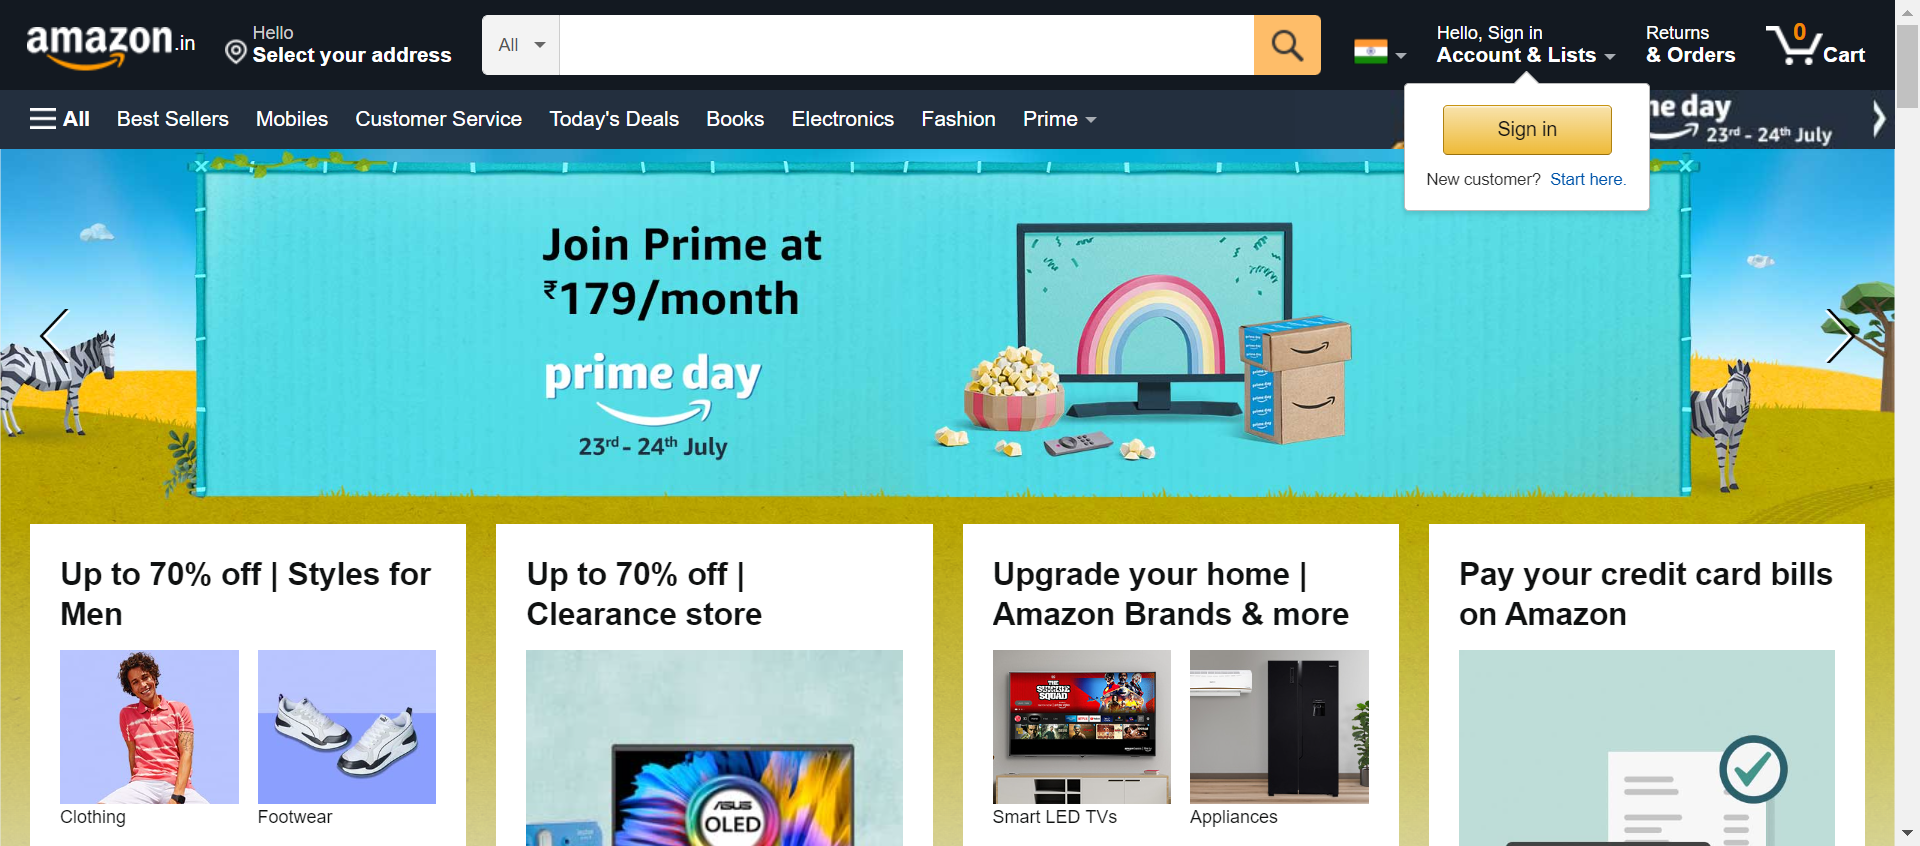 amazon.in
Hello
Select your address
All
Hello, Sign in
Account & Lists
Returns
& Orders
0
Cart
All
Best Sellers
Mobiles
Customer Service
Today's Deals
Books
Electronics
Fashion
Prime
Sign in
New customer? Start here.
day
23rd - 24th July
Join Prime at
₹179/month
prime day
23rd - 24th July
Up to 70% off | Styles for
Men
Clothing
Footwear
Up to 70% off |
Clearance store
ASUS
OLED
Upgrade your home |
Amazon Brands & more
THE
SUICIDE
SQUAD
Smart LED TVs
Appliances
Pay your credit card bills
on Amazon